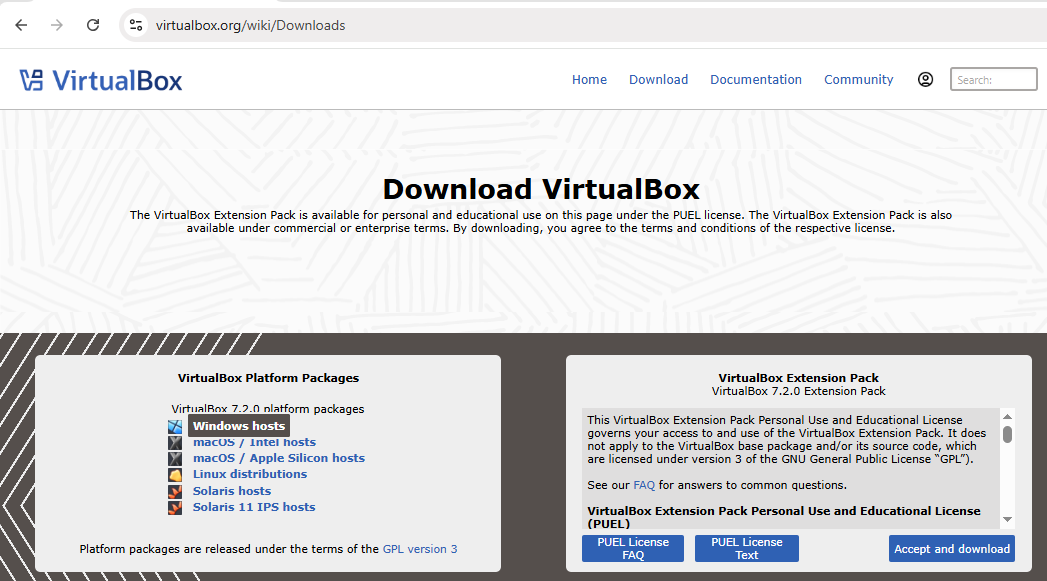 virtualbox.org/wiki/Downloads
VirtualBox
Home Download Documentation Community Search:
Download VirtualBox
The VirtualBox Extension Pack is available for personal and educational use on this page under the PUEL license. The VirtualBox Extension Pack is also
available under commercial or enterprise terms. By downloading, you agree to the terms and conditions of the respective license.
VirtualBox Platform Packages
VirtualBox 7.2.0 platform packages
Windows hosts
macOS / Intel hosts
macOS / Apple Silicon hosts
Linux distributions
Solaris hosts
Solaris 11 IPS hosts
Platform packages are released under the terms of the GPL version 3
VirtualBox Extension Pack
VirtualBox 7.2.0 Extension Pack
This VirtualBox Extension Pack Personal Use and Educational License
governs your access to and use of the VirtualBox Extension Pack. It does
not apply to the VirtualBox base package and/or its source code, which
are licensed under version 3 of the GNU General Public License “GPL”).
See our FAQ for answers to common questions.
VirtualBox Extension Pack Personal Use and Educational License
(PUEL)
PUEL License
FAQ
PUEL License
Text
Accept and download